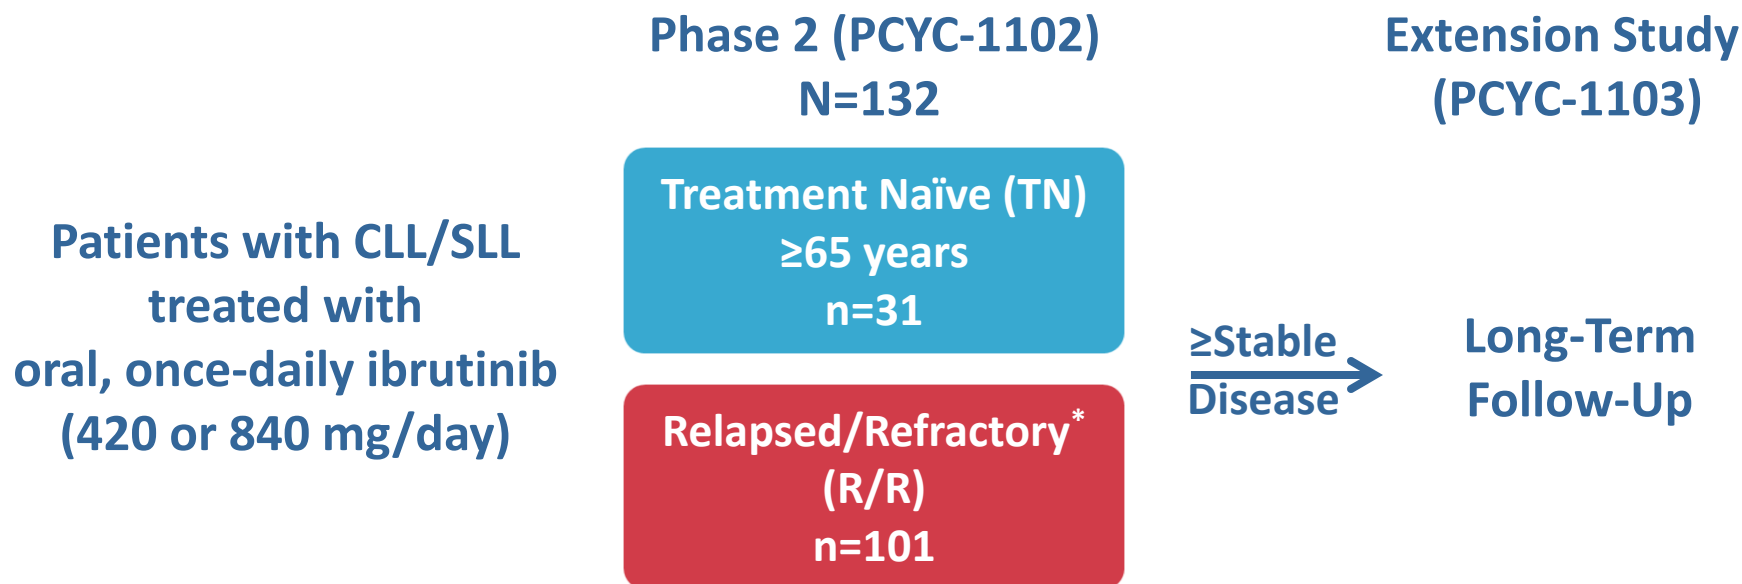 Phase 2 (PCYC-1102)
N=132
Extension Study
(PCYC-1103)
Patients with CLL/SLL
treated with
oral, once-daily ibrutinib
(420 or 840 mg/day)
Treatment Naïve (TN)
≥65 years
n=31
Relapsed/Refractory*
(R/R)
n=101
≥Stable
Disease
Long-Term
Follow-Up